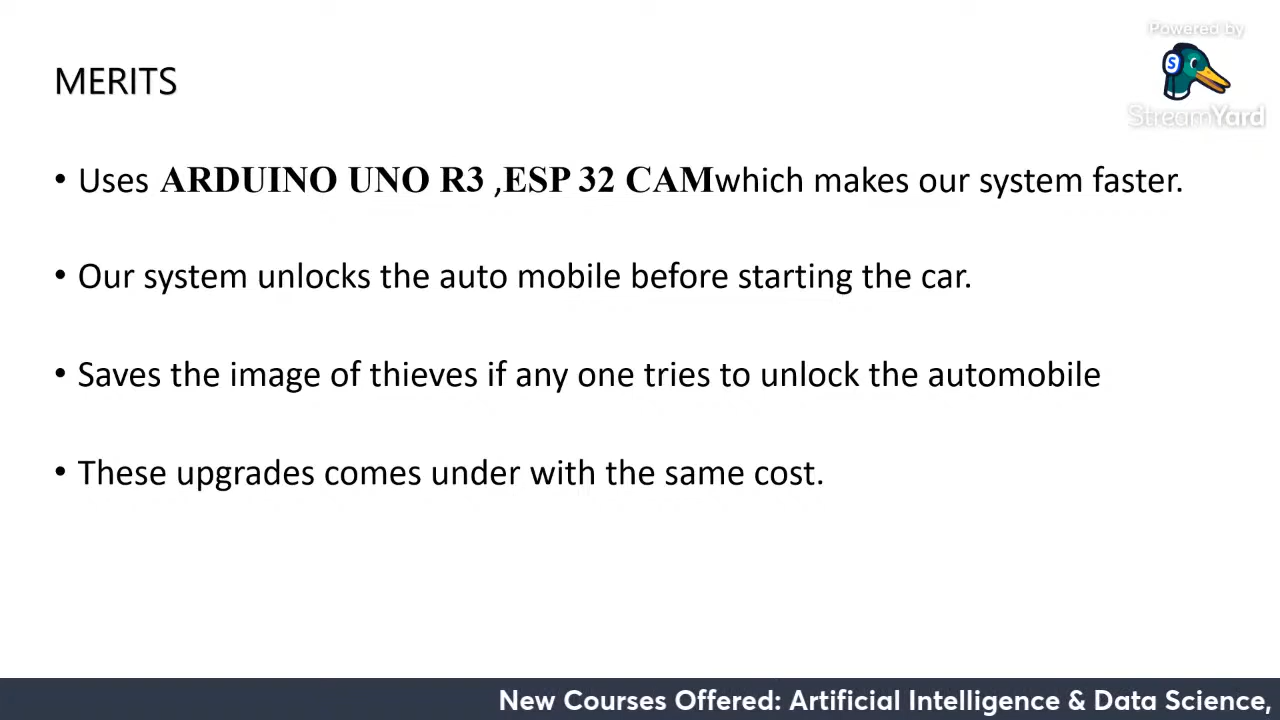 Powered by
StreamYard
MERITS
• Uses ARDUINO UNO R3 ,ESP 32 CAMwhich makes our system faster.
• Our system unlocks the auto mobile before starting the car.
• Saves the image of thieves if any one tries to unlock the automobile
• These upgrades comes under with the same cost.
New Courses Offered: Artificial Intelligence & Data Science,